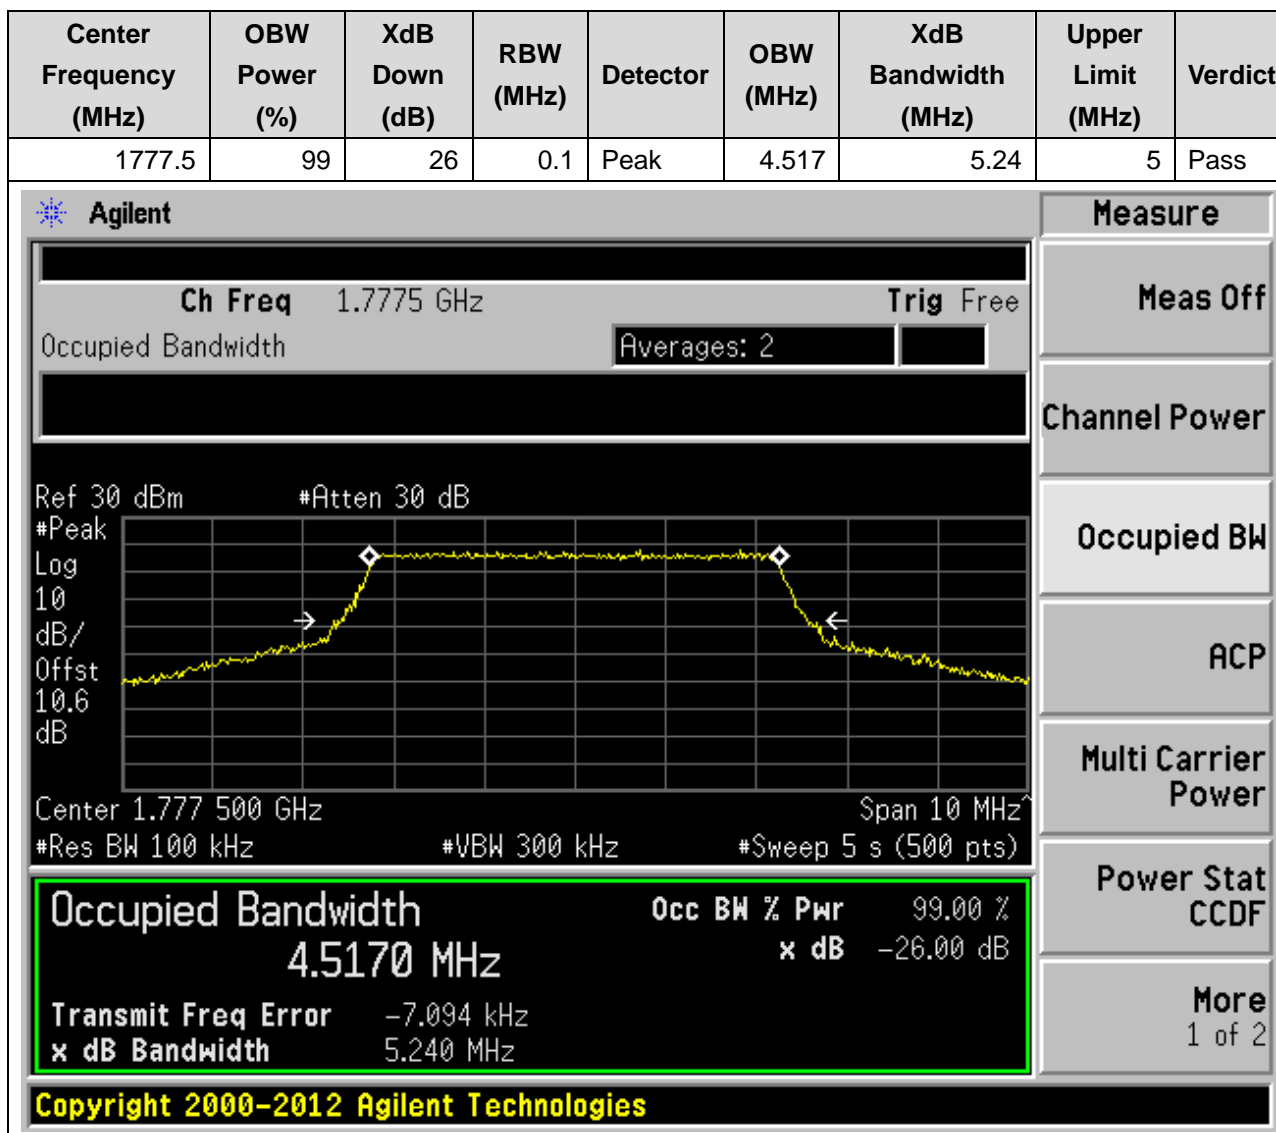 Center Frequency (MHz) OBW Power (%) XdB Down (dB) RBW (MHz) Detector OBW (MHz) XdB Bandwidth (MHz) Upper Limit (MHz) Verdict
1777.5 99 26 0.1 Peak 4.517 5.24 5 Pass
Agilent
Measure
Ch Freq 1.7775 GHz Trig Free
Meas Off
Occupied Bandwidth Averages: 2
Channel Power
Ref 30 dBm #Atten 30 dB
#Peak
Occupied BW
Log
10
dB/
ACP
Offst
10.6
dB
Multi Carrier
Power
Center 1.777 500 GHz Span 10 MHz^
#Res BW 100 kHz #VBW 300 kHz #Sweep 5 s (500 pts)
Power Stat
CCDF
Occupied Bandwidth Occ BW % Pwr 99.00 %
4.5170 MHz x dB -26.00 dB
More
1 of 2
Transmit Freq Error -7.094 kHz
x dB Bandwidth 5.240 MHz
Copyright 2000-2012 Agilent Technologies